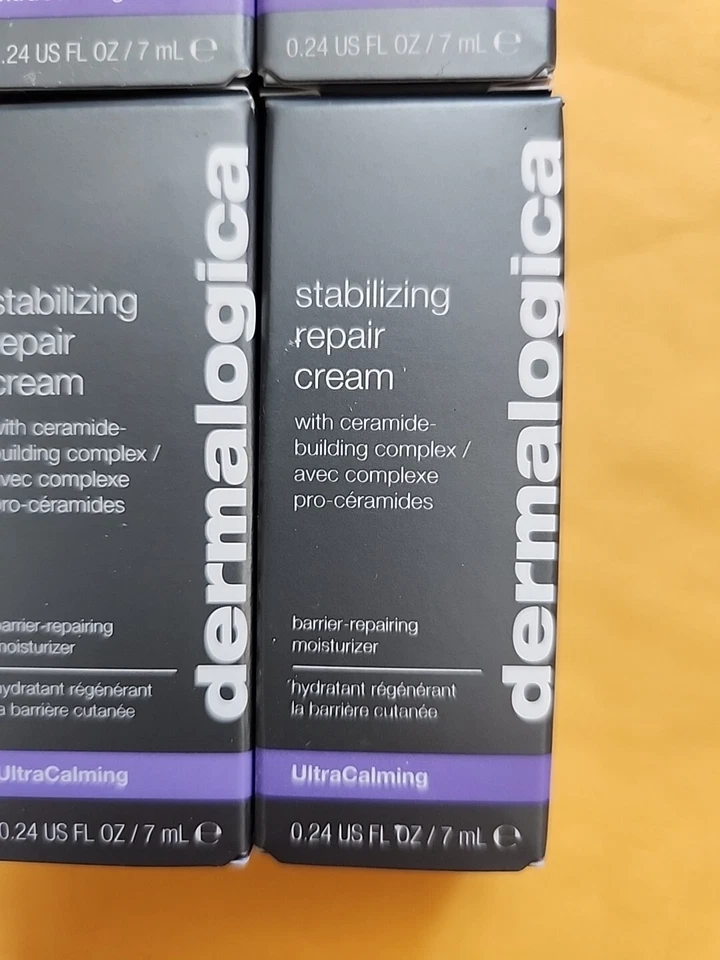 .24 US FL OZ / 7 mL ℮
0.24 US FL OZ / 7 mL ℮
stabilizing
epair
cream
with ceramide-
building complex /
avec complexe
pro-céramides
barrier-repairing
moisturizer
hydratant régénérant
la barrière cutanée
UltraCalming
0.24 US FL OZ / 7 mL ℮
dermalogica
stabilizing
repair
cream
with ceramide-
building complex /
avec complexe
pro-céramides
barrier-repairing
moisturizer
hydratant régénérant
la barrière cutanée
UltraCalming
0.24 US FL OZ / 7 mL ℮
dermalogica